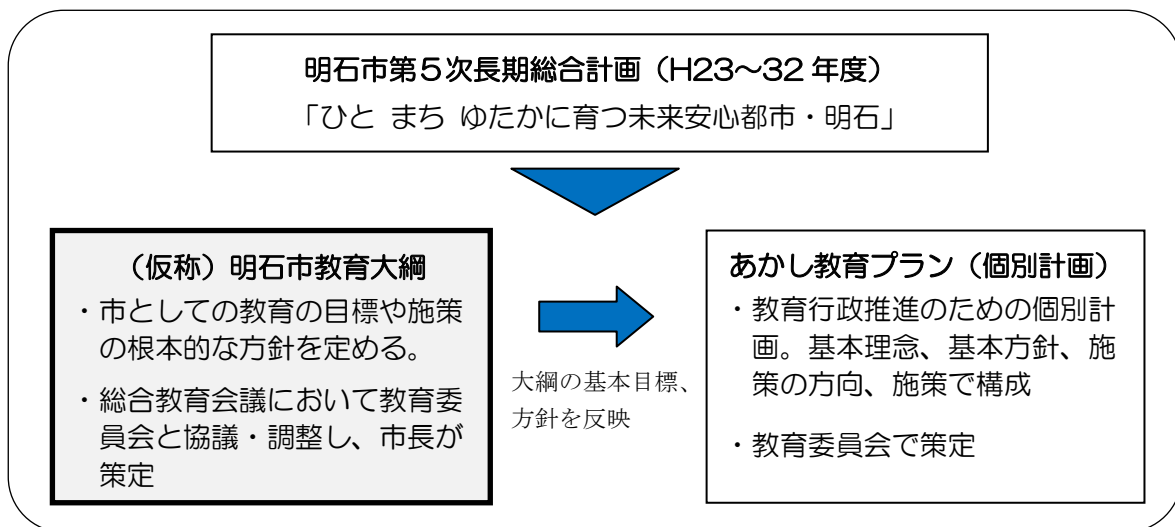 明石市第5次長期総合計画(H23~32年度)
「ひと まち ゆたかに育つ未来安心都市・明石」
(仮称)明石市教育大綱
・市としての教育の目標や施策
の根本的な方針を定める。
・総合教育会議において教育委
員会と協議・調整し、市長が
策定
大綱の基本目標、
方針を反映
あかし教育プラン(個別計画)
・教育行政推進のための個別計
画。基本理念、基本方針、施
策の方向、施策で構成
・教育委員会で策定